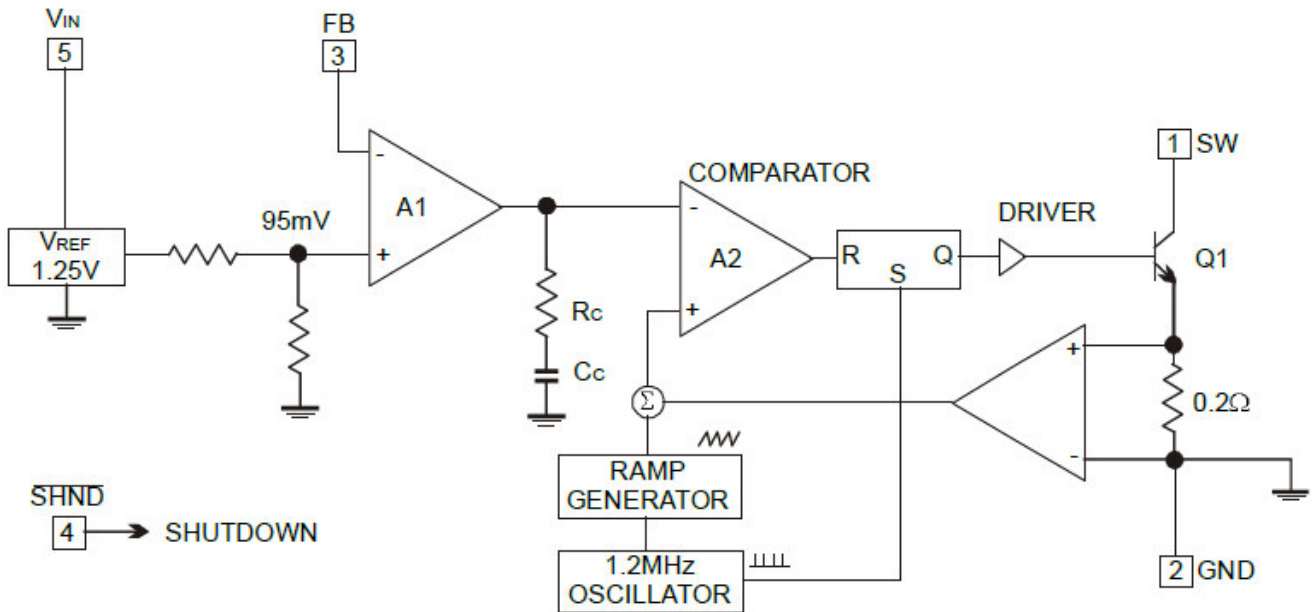 VIN
5
FB
3
VREF
1.25V
95mV
-
A1
+
RC
CC
COMPARATOR
-
A2
+
R
S
Q
DRIVER
1
SW
Q1
+
-
0.2Ω
Σ
RAMP
GENERATOR
1.2MHz
OSCILLATOR
SHND
4
SHUTDOWN
2
GND